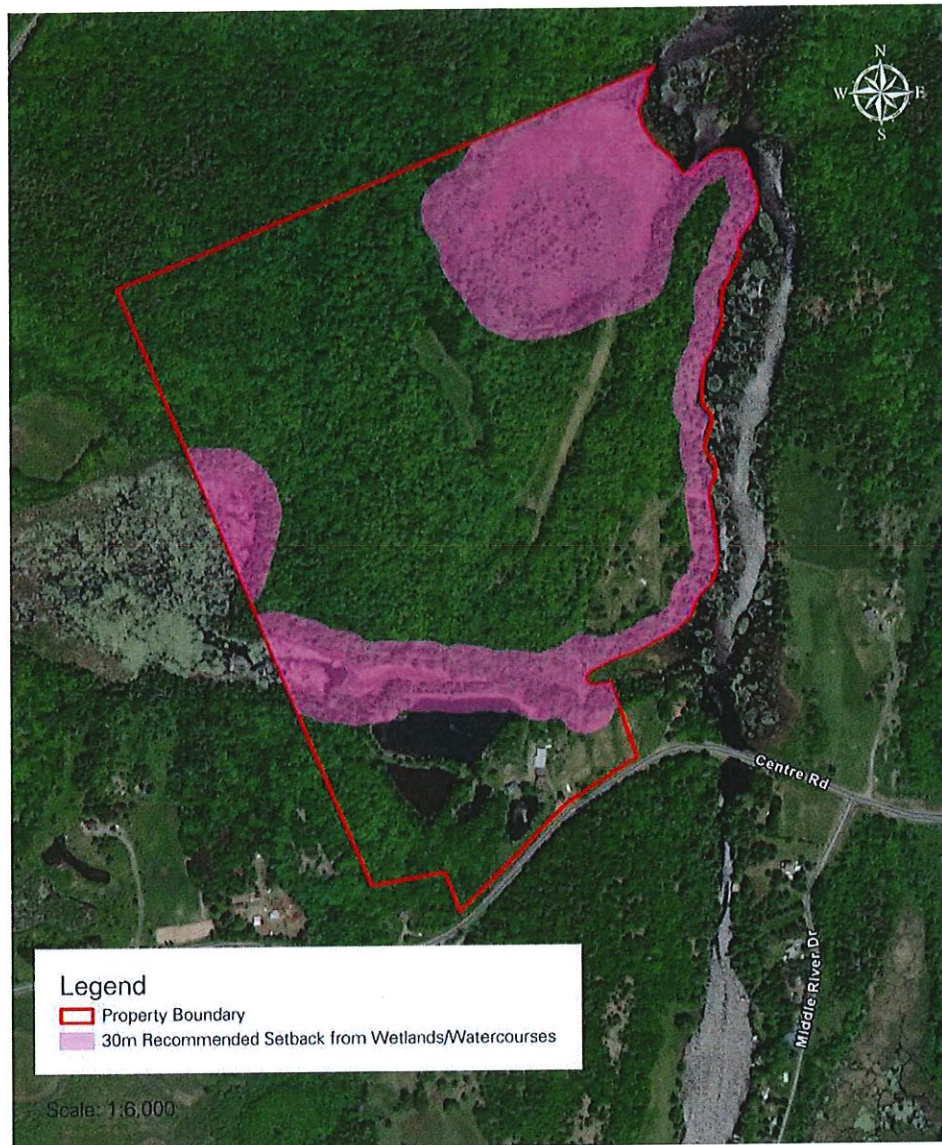 N
W E
S
Centre Rd
Middle River Dr
Legend
Property Boundary
30m Recommended Setback from Wetlands/Watercourses
Scale: 1:6,000